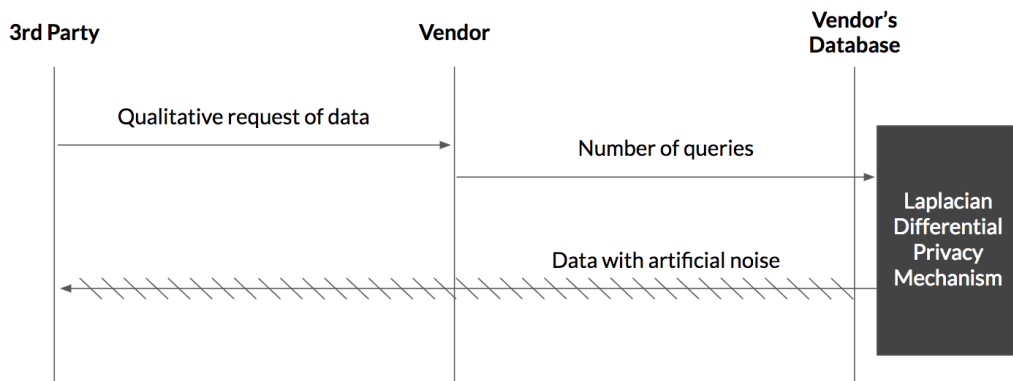 3rd Party
Vendor
Vendor’s
Database
Qualitative request of data
Number of queries
Laplacian
Differential
Privacy
Mechanism
Data with artificial noise